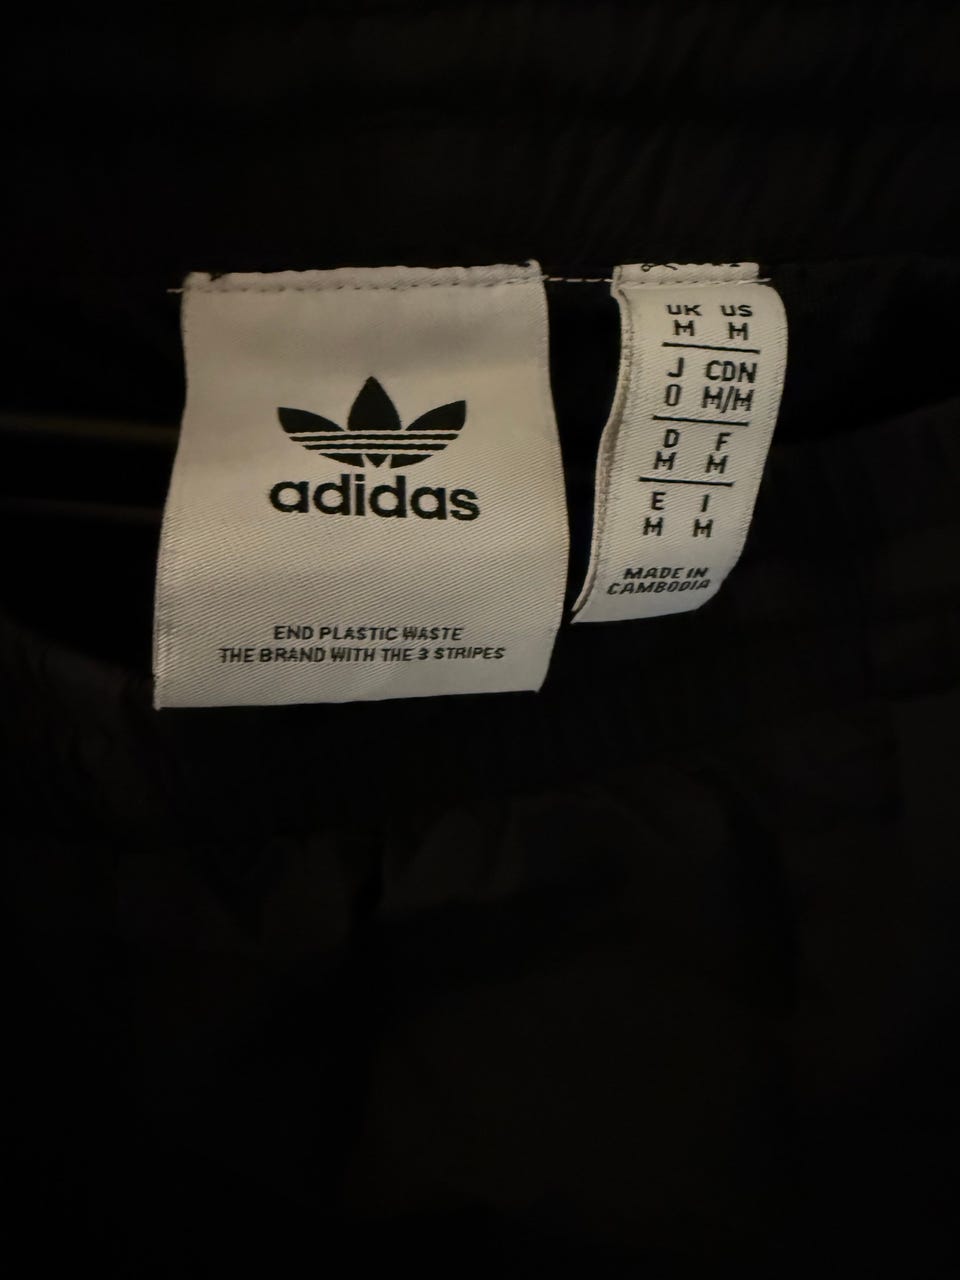 adidas
END PLASTIC WASTE
THE BRAND WITH THE 3 STRIPES
UK US
M M
J CDN
O M/M
D F
M M
E I
M M
MADE IN
CAMBODIA